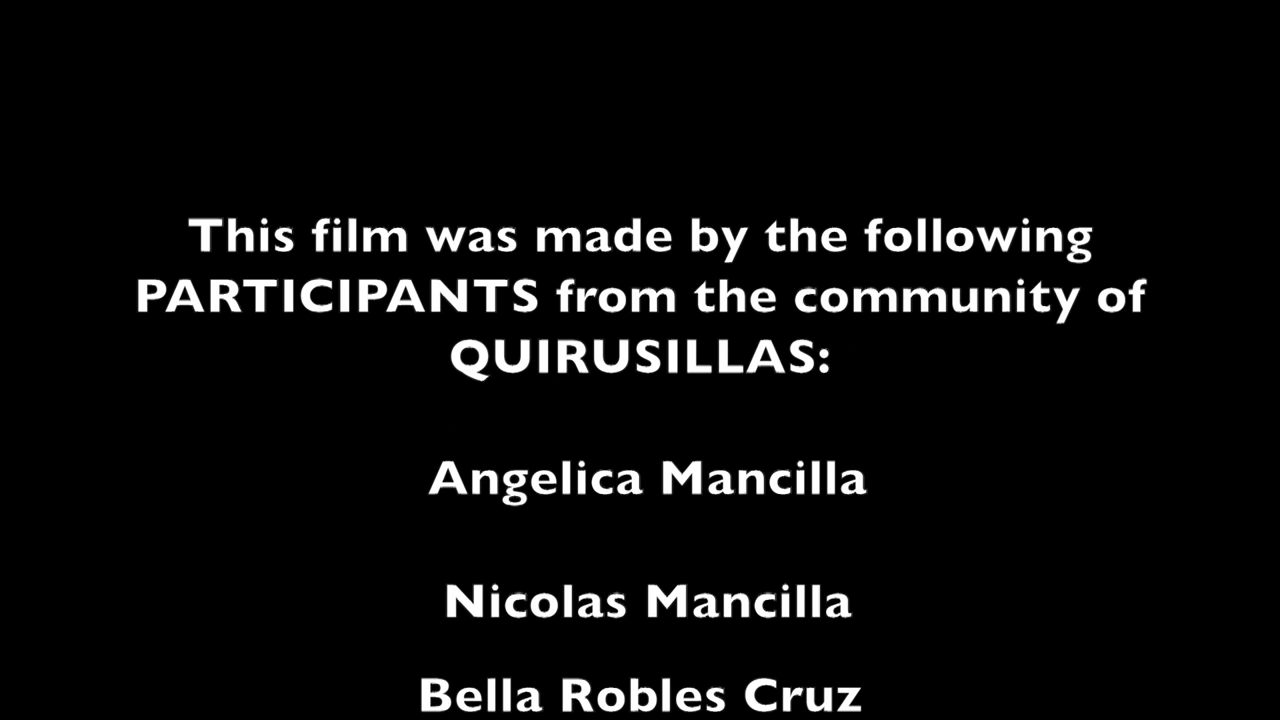 This film was made by the following
PARTICIPANTS from the community of
QUIRUSILLAS:
Angelica Mancilla
Nicolas Mancilla
Bella Robles Cruz